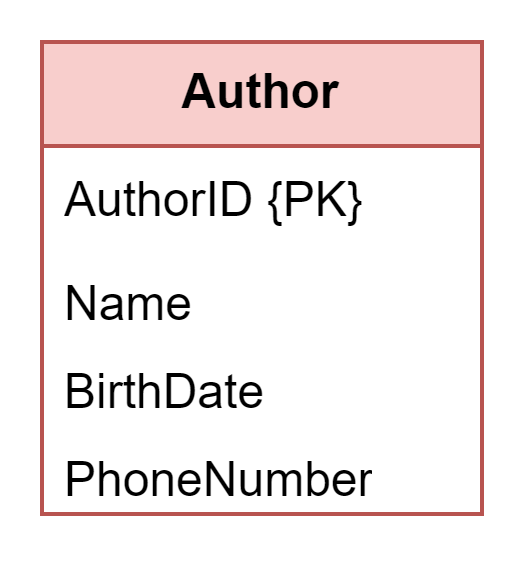 Author
AuthorID {PK}
Name
BirthDate
PhoneNumber